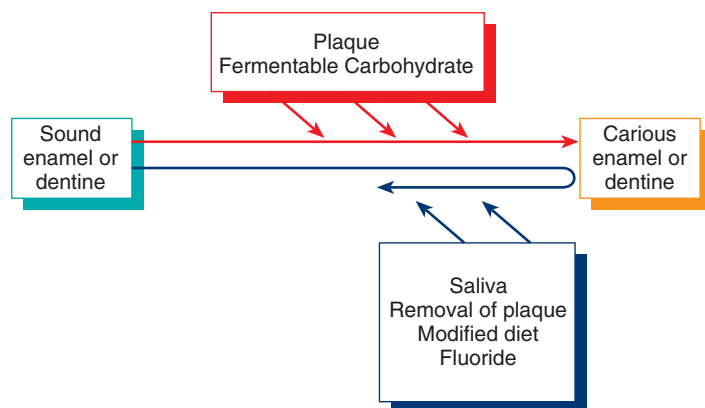 Plaque
Fermentable Carbohydrate
Sound
enamel or
dentine
Carious
enamel or
dentine
Saliva
Removal of plaque
Modified diet
Fluoride